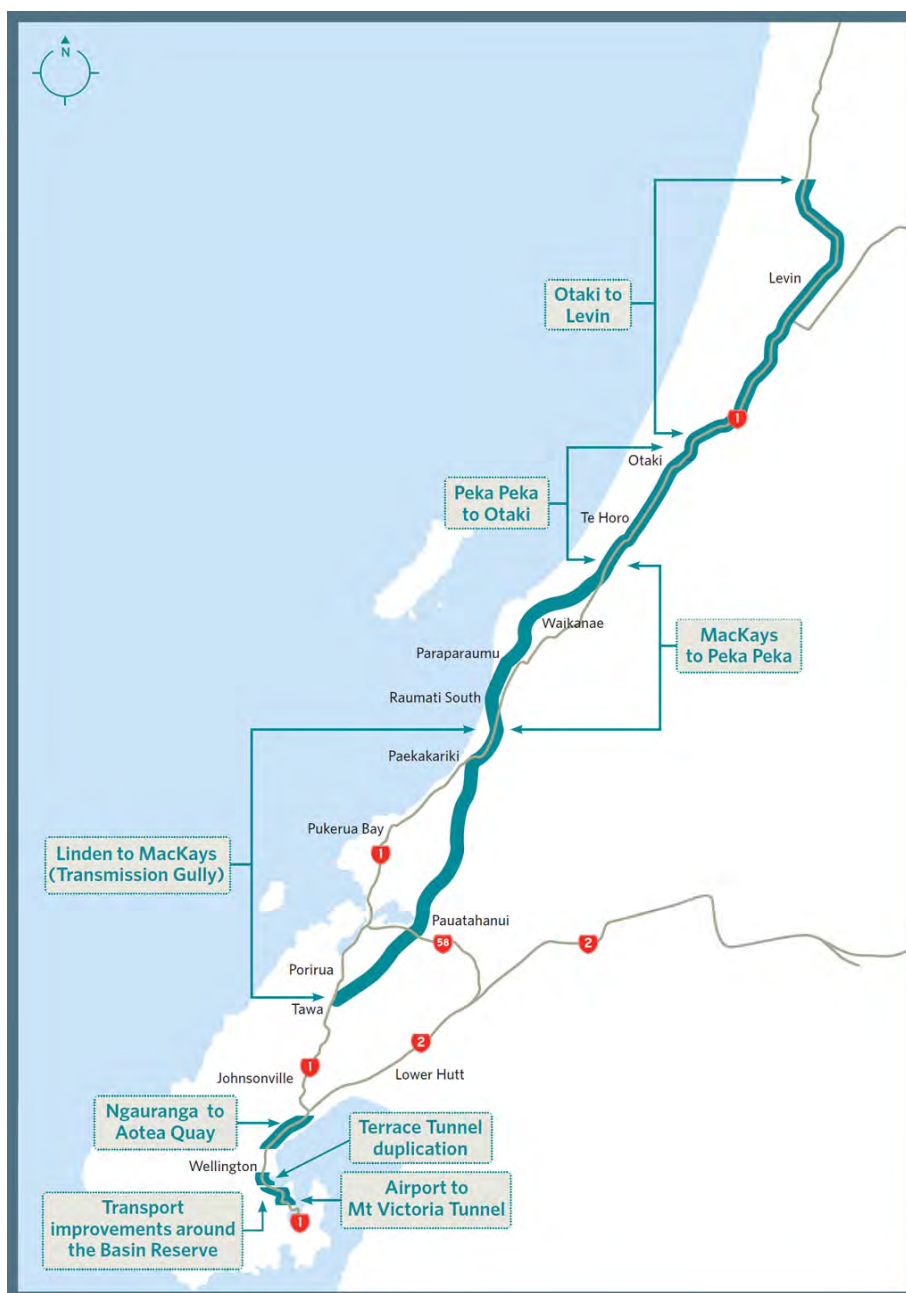 N
Levin
Otaki to
Levin
1
Otaki
Peka Peka
to Otaki
Te Horo
Waikanae
MacKays
to Peka Peka
Paraparaumu
Raumati South
Paekakariki
Pukerua Bay
1
Linden to MacKays
(Transmission Gully)
Pauatahanui
58
2
Porirua
Tawa
2
1
Johnsonville
Lower Hutt
Ngauranga to
Aotea Quay
Terrace Tunnel
duplication
Wellington
Airport to
Mt Victoria Tunnel
Transport
improvements around
the Basin Reserve
1